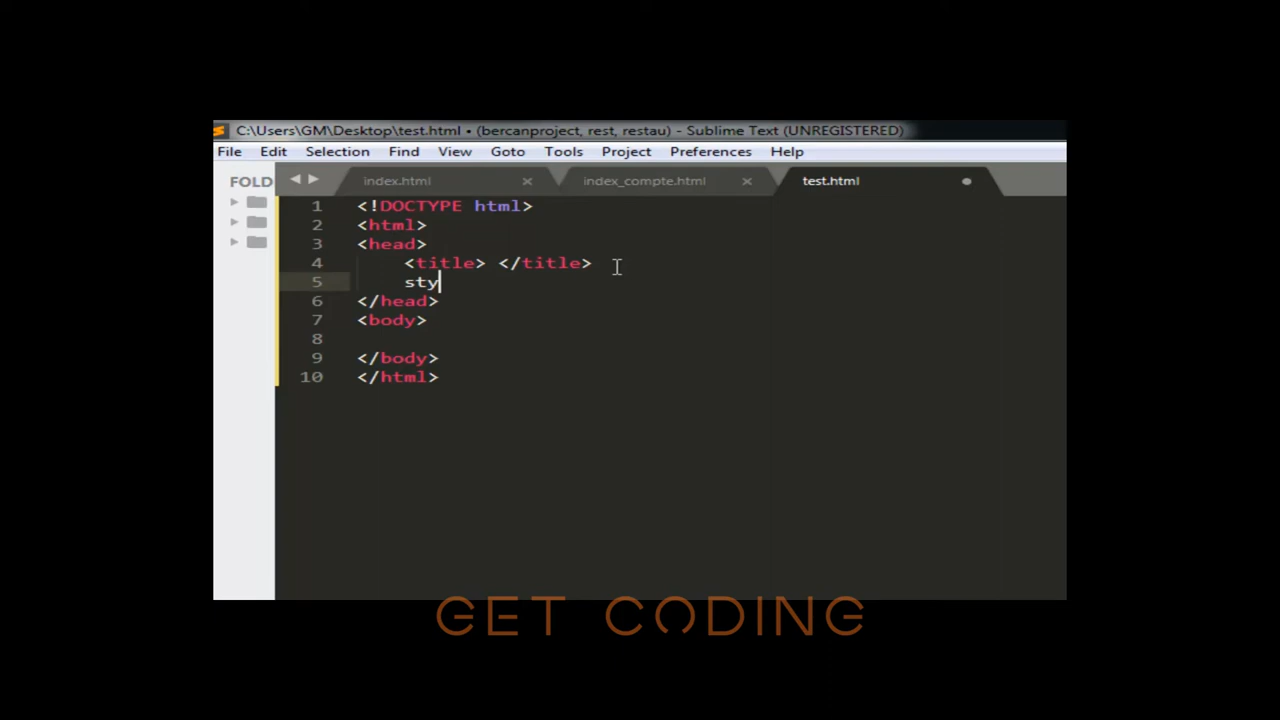 C:\Users\GM\Desktop\test.html • (bercanproject, rest, restau) - Sublime Text (UNREGISTERED)
File Edit Selection Find View Goto Tools Project Preferences Help
FOLD
index.html index_compte.html test.html
1 <!DOCTYPE html>
2 <html>
3 <head>
4 <title> </title>
5 sty
6 </head>
7 <body>
8
9 </body>
10 </html>
GET CODING